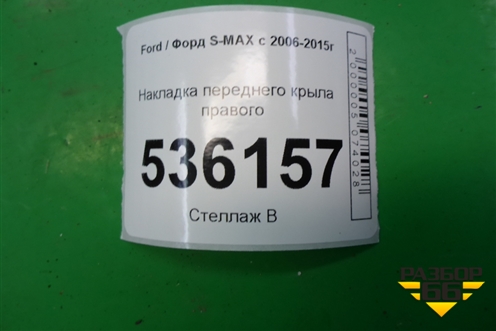 Ford / Форд S-MAX с 2006-2015г
Накладка переднего крыла
правого
536157
Стеллаж В
2000005074028
РАЗБОР
66